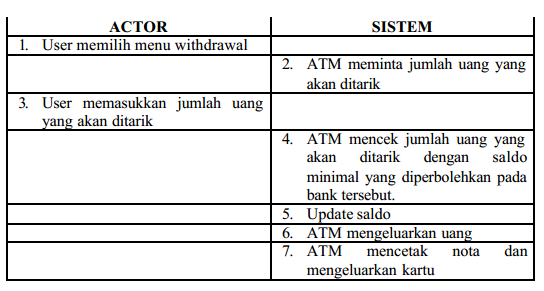 ACTOR SISTEM
1. User memilih menu withdrawal
2. ATM meminta jumlah uang yang
akan ditarik
3. User memasukkan jumlah uang
yang akan ditarik
4. ATM mencek jumlah uang yang
akan ditarik dengan saldo
minimal yang diperbolehkan pada
bank tersebut.
5. Update saldo
6. ATM mengeluarkan uang
7. ATM mencetak nota dan
mengeluarkan kartu